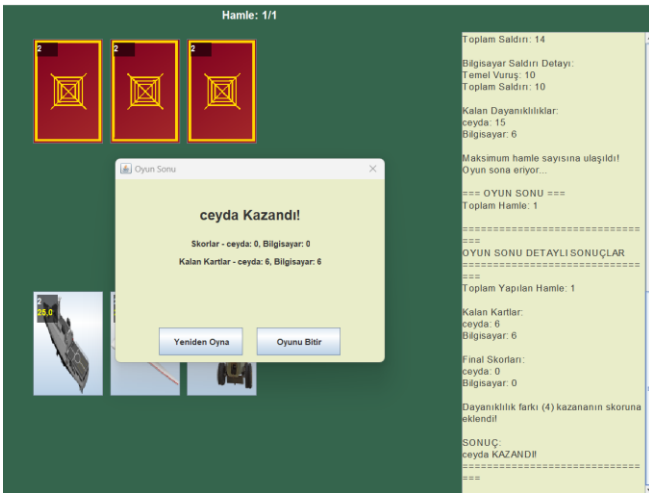 Hamle: 1/1
2
2
2
Toplam Saldırı: 14
Bilgisayar Saldırı Detayı:
Temel Vuruş: 10
Toplam Saldırı: 10
Kalan Dayanıklılıklar:
ceyda: 15
Bilgisayar: 6
Maksimum hamle sayısına ulaşıldı!
Oyun sona eriyor...
=== OYUN SONU ===
Toplam Hamle: 1
=============================
===
OYUN SONU DETAYLI SONUÇLAR
=============================
===
Toplam Yapılan Hamle: 1
Kalan Kartlar:
ceyda: 6
Bilgisayar: 6
Final Skorları:
ceyda: 0
Bilgisayar: 0
Dayanıklılık farkı (4) kazananın skoruna
eklendi!
SONUÇ:
ceyda KAZANDI!
=============================
===
Oyun Sonu
ceyda Kazandı!
Skorlar - ceyda: 0, Bilgisayar: 0
Kalan Kartlar - ceyda: 6, Bilgisayar: 6
Yeniden Oyna
Oyunu Bitir
2
25,0